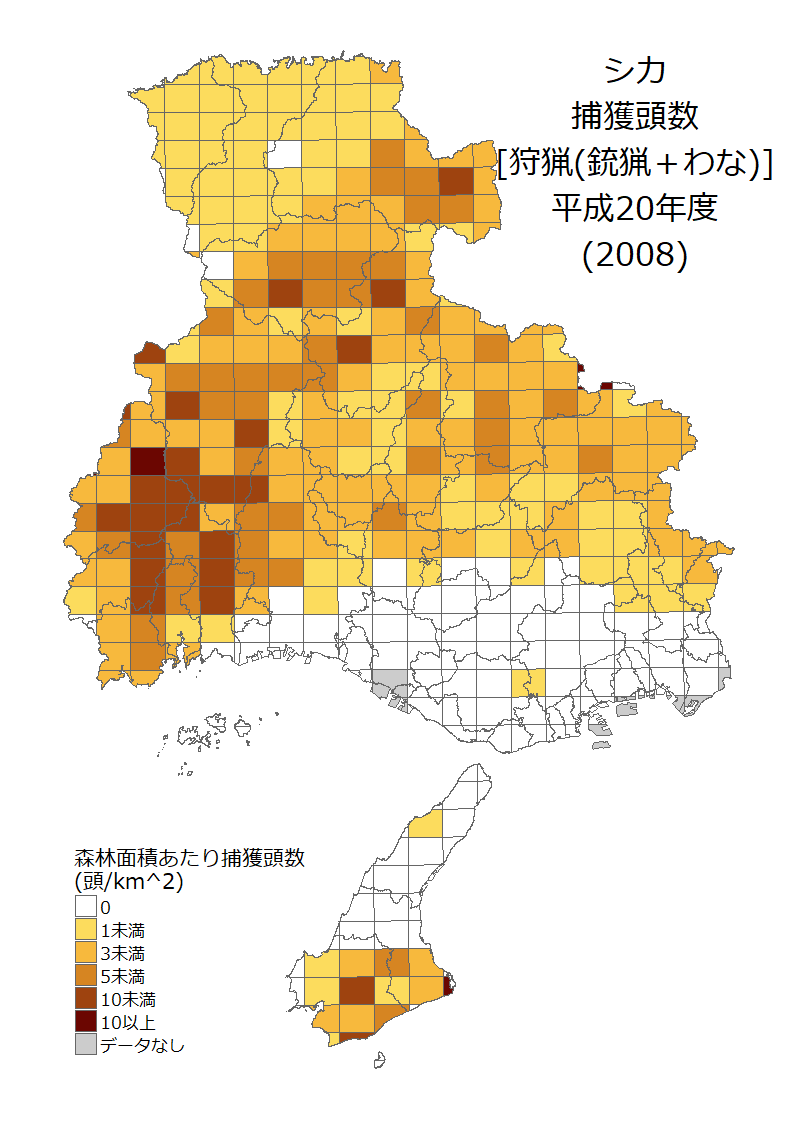 シカ
捕獲頭数
[狩猟(銃猟＋わな)]
平成20年度
(2008)
森林面積あたり捕獲頭数
(頭/km^2)
0
1未満
3未満
5未満
10未満
10以上
データなし